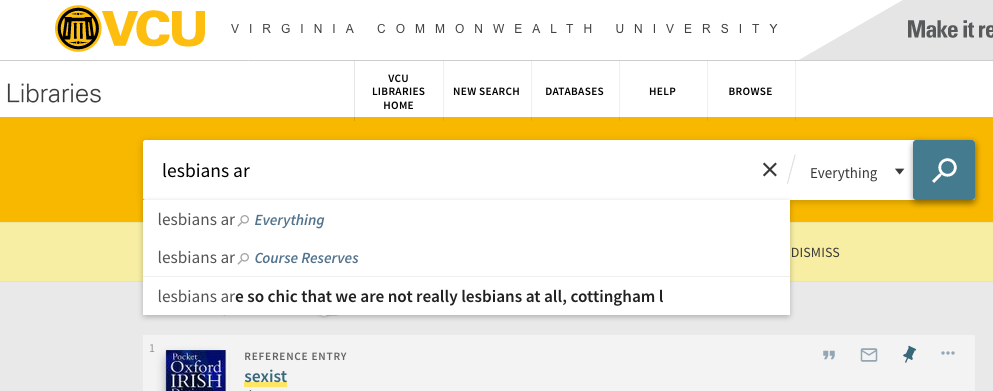 VCU VIRGINIA COMMONWEALTH UNIVERSITY
Make it re
Libraries
VCU LIBRARIES HOME
NEW SEARCH
DATABASES
HELP
BROWSE
lesbians ar
Everything
lesbians ar Everything
lesbians ar Course Reserves
DISMISS
lesbians are so chic that we are not really lesbians at all, cottingham l
1
Pocket
Oxford
IRISH
REFERENCE ENTRY
sexist